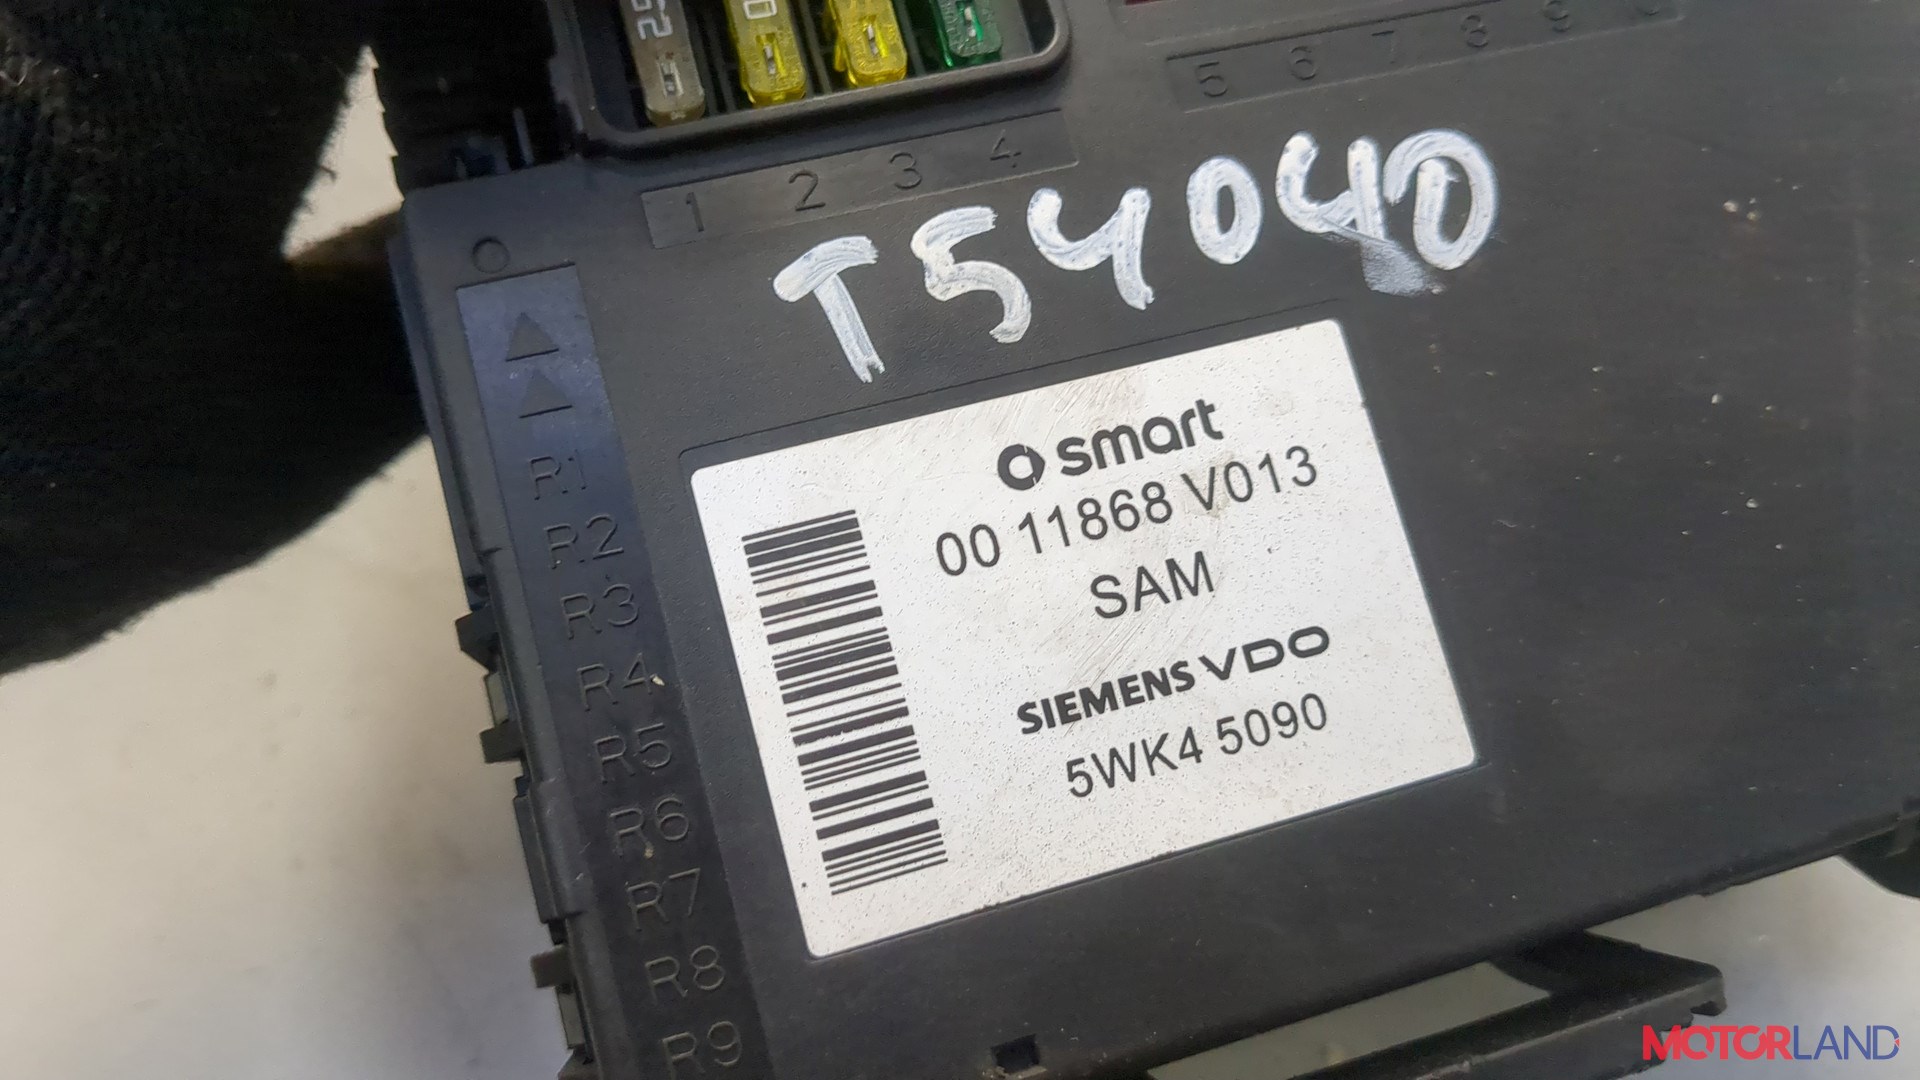 5 6 7 8 9
1 2 3 4
T54040
smart
00 11868 V013
SAM
SIEMENS VDO
5WK4 5090
R1
R2
R3
R4
R5
R6
R7
R8
R9
MOTORLAND